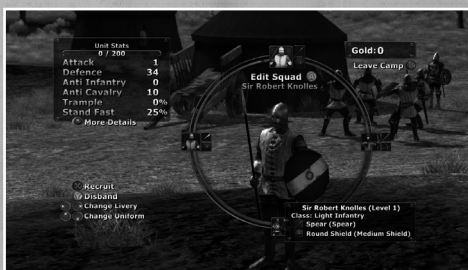 Unit Stats
0 / 200
Attack 1
Defence 34
Anti Infantry 0
Anti Cavalry 10
Trample 0%
Stand Fast 25%
More Details
Edit Squad
Sir Robert Knolles
Gold:0
Leave Camp
Recruit
Disband
Change Livery
Change Uniform
Sir Robert Knolles (Level 1)
Class: Light Infantry
Spear (Spear)
Round Shield (Medium Shield)